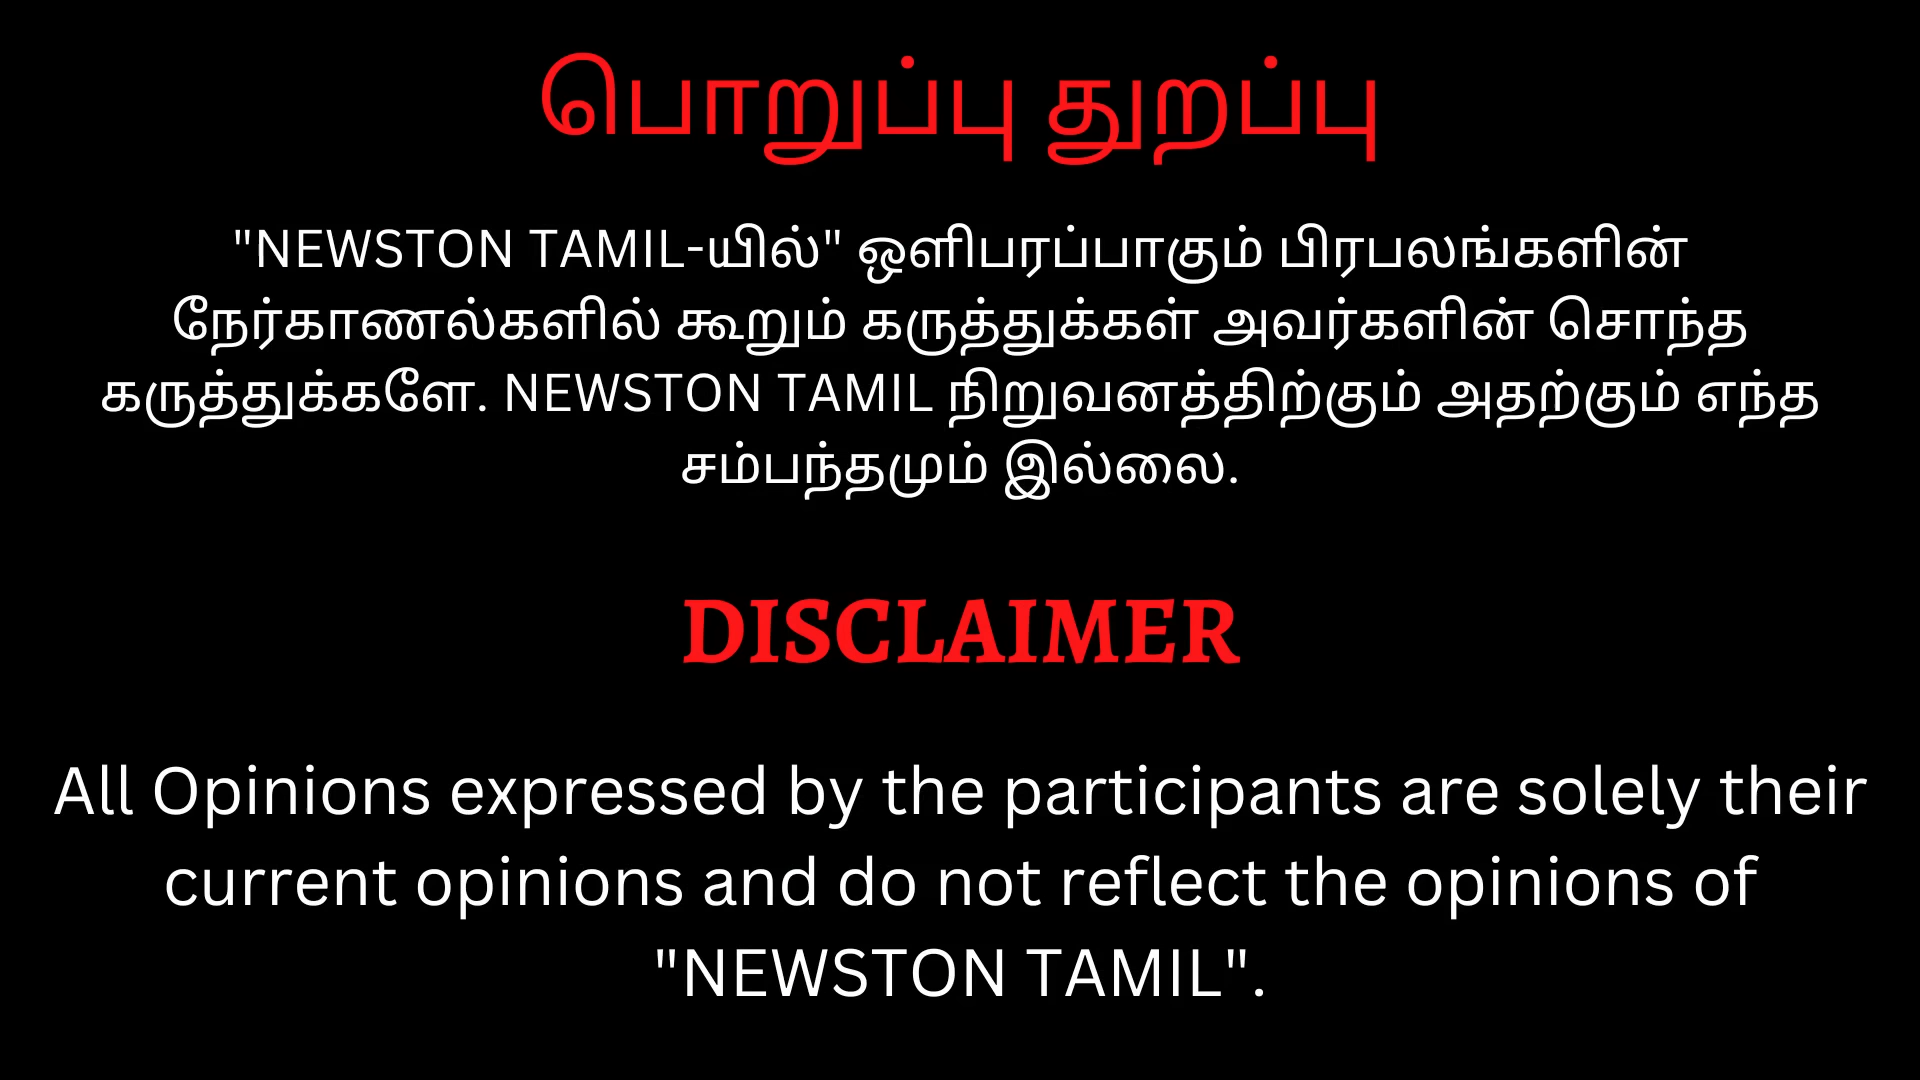 பொறுப்பு துறப்பு
"NEWSTON TAMIL-யில்" ஒளிபரப்பாகும் பிரபலங்களின்
நேர்காணல்களில் கூறும் கருத்துக்கள் அவர்களின் சொந்த
கருத்துக்களே. NEWSTON TAMIL நிறுவனத்திற்கும் அதற்கும் எந்த
சம்பந்தமும் இல்லை.
DISCLAIMER
All Opinions expressed by the participants are solely their
current opinions and do not reflect the opinions of
"NEWSTON TAMIL".